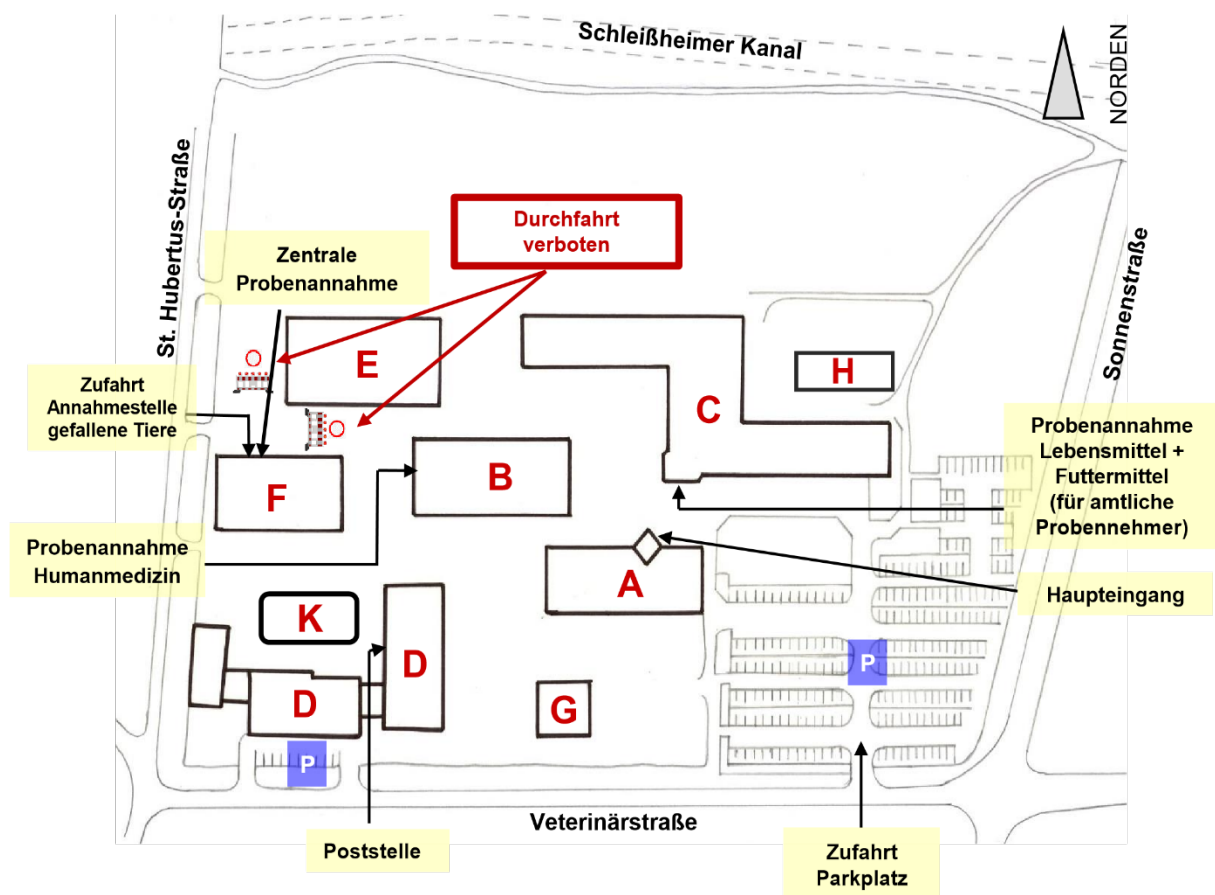 Schleißheimer Kanal
NORDEN
St. Hubertus-Straße
Sonnenstraße
Durchfahrt
verboten
Zentrale
Probenannahme
E
H
Zufahrt
Annahmestelle
gefallene Tiere
C
Probenannahme
Lebensmittel +
Futtermittel
(für amtliche
Probennehmer)
F
B
Probenannahme
Humanmedizin
A
Haupteingang
K
D
P
D
G
P
Veterinärstraße
Poststelle
Zufahrt
Parkplatz